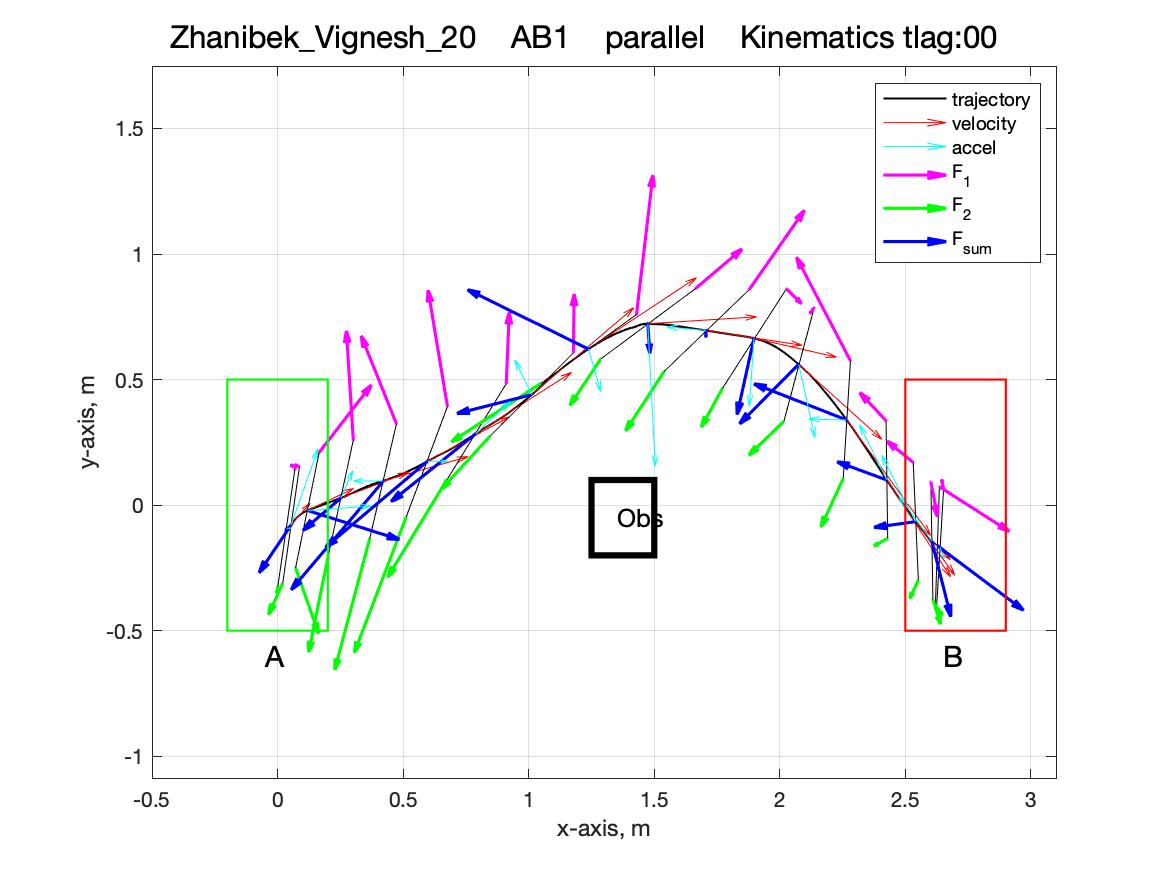 Zhanibek_Vignesh_20 AB1 parallel Kinematics tlag:00
trajectory
velocity
accel
F1
F2
Fsum
1.5
1
0.5
0
-0.5
-1
y-axis, m
Obs
A
B
-0.5 0 0.5 1 1.5 2 2.5 3
x-axis, m